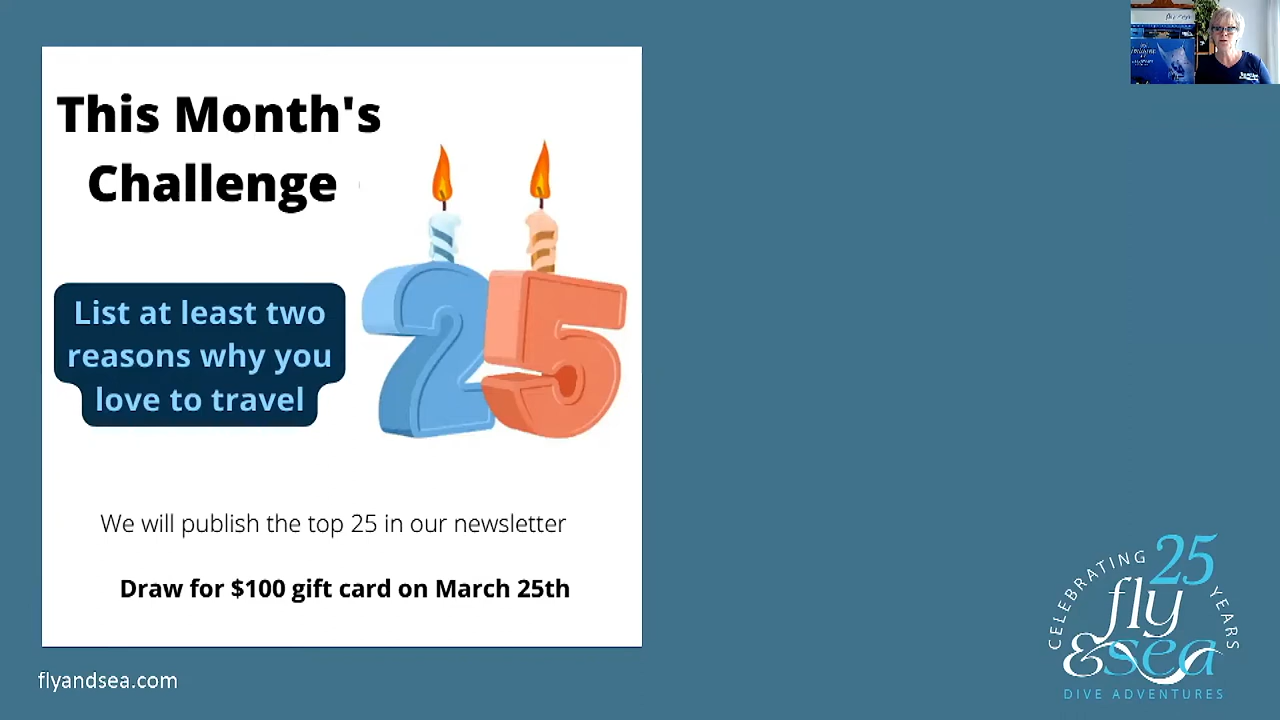 This Month's
Challenge
25
List at least two
reasons why you
love to travel
We will publish the top 25 in our newsletter
Draw for $100 gift card on March 25th
flyandsea.com
CELEBRATING 25 YEARS
fly
&sea
DIVE ADVENTURES